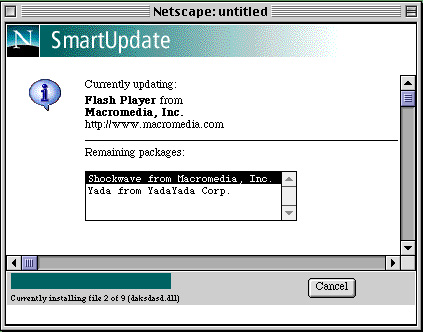 Netscape: untitled
N SmartUpdate
Currently updating:
Flash Player from
Macromedia, Inc.
http://www.macromedia.com
Remaining packages:
Shockwave from Macromedia, Inc.
Yada from YadaYada Corp.
Cancel
Currently installing file 2 of 9 (daksdasd.dll)